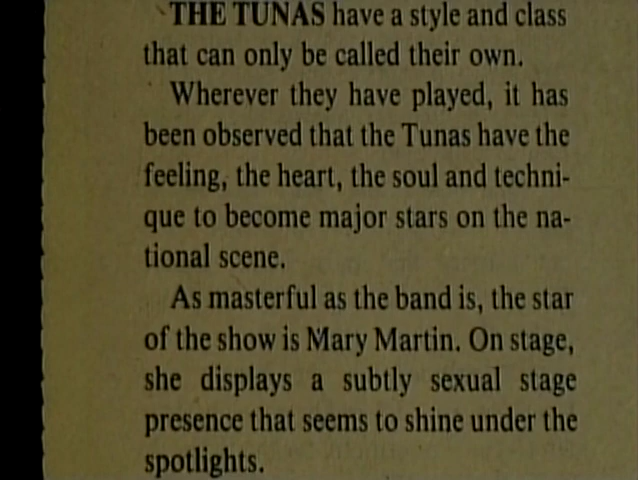 THE TUNAS have a style and class
that can only be called their own.
Wherever they have played, it has
been observed that the Tunas have the
feeling, the heart, the soul and techni-
que to become major stars on the na-
tional scene.
As masterful as the band is, the star
of the show is Mary Martin. On stage,
she displays a subtly sexual stage
presence that seems to shine under the
spotlights.